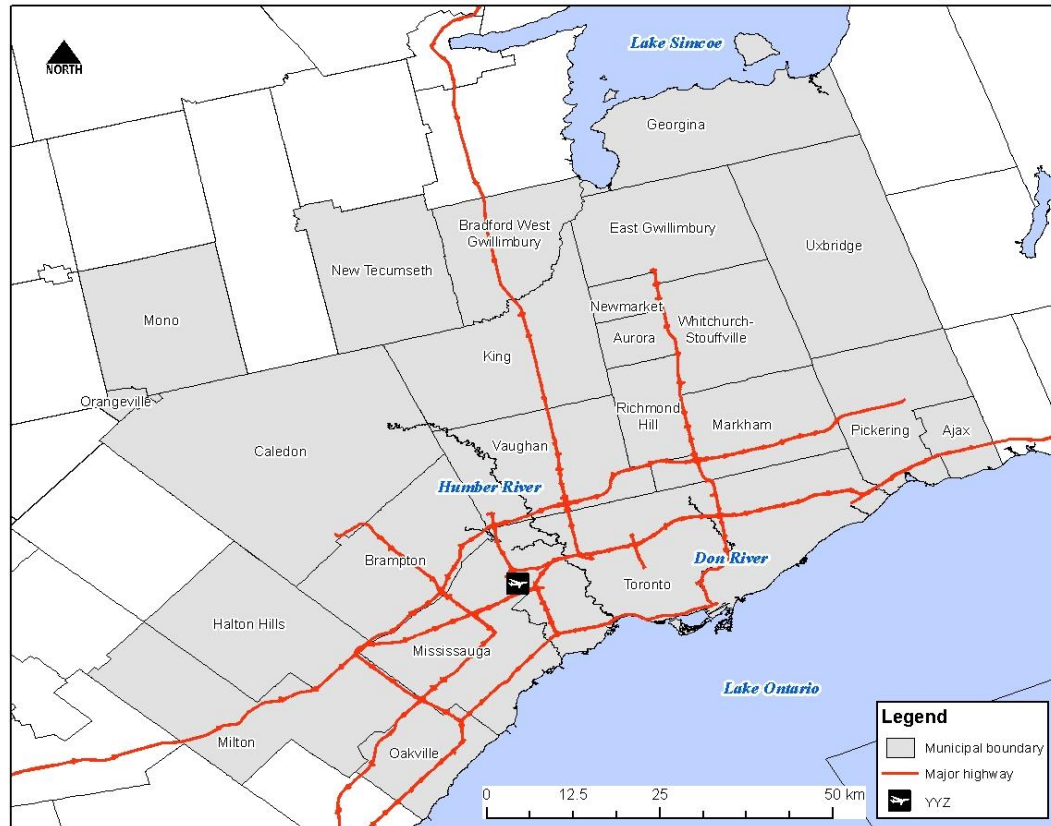 Lake Simcoe
NORTH
Georgina
Bradford West
Gwillimbury
East Gwillimbury
Uxbridge
New Tecumseth
Mono
Newmarket
Whitchurch-
Stouffville
Aurora
King
Orangeville
Richmond
Hill
Markham
Pickering
Ajax
Caledon
Vaughan
Humber River
Brampton
Don River
Toronto
Halton Hills
Mississauga
Lake Ontario
Milton
Oakville
Legend
Municipal boundary
Major highway
YYZ
0 12.5 25 50 km